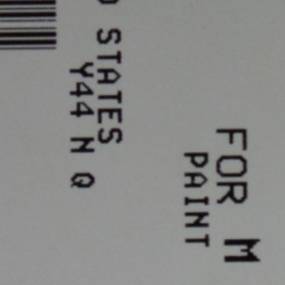 FOR M
PAINT
STATES
Y44 N Q